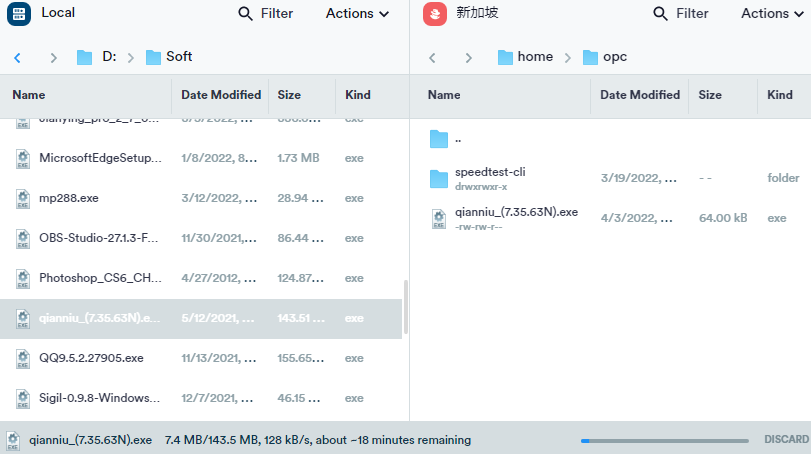 Local
Filter
Actions
新加坡
Filter
Actions
D:
Soft
home
opc
Name
Date Modified
Size
Kind
Name
Date Modified
Size
Kind
MicrosoftEdgeSetup... 1/8/2022, 8... 1.73 MB exe
mp288.exe 3/12/2022, ... 28.94 ... exe
OBS-Studio-27.1.3-F... 11/30/2021,... 86.44 ... exe
Photoshop_CS6_CH... 4/27/2012, ... 124.87... exe
qianniu_(7.35.63N).e... 5/12/2021, ... 143.51 ... exe
QQ9.5.2.27905.exe 11/13/2021, ... 155.65... exe
Sigil-0.9.8-Windows... 12/7/2021, ... 46.15 ... exe
..
speedtest-cli 3/19/2022, ... -- folder
drwxrwxr-x
qianniu_(7.35.63N).exe 4/3/2022, ... 64.00 kB exe
-rw-rw-r--
qianniu_(7.35.63N).exe 7.4 MB/143.5 MB, 128 kB/s, about ~18 minutes remaining
DISCARD